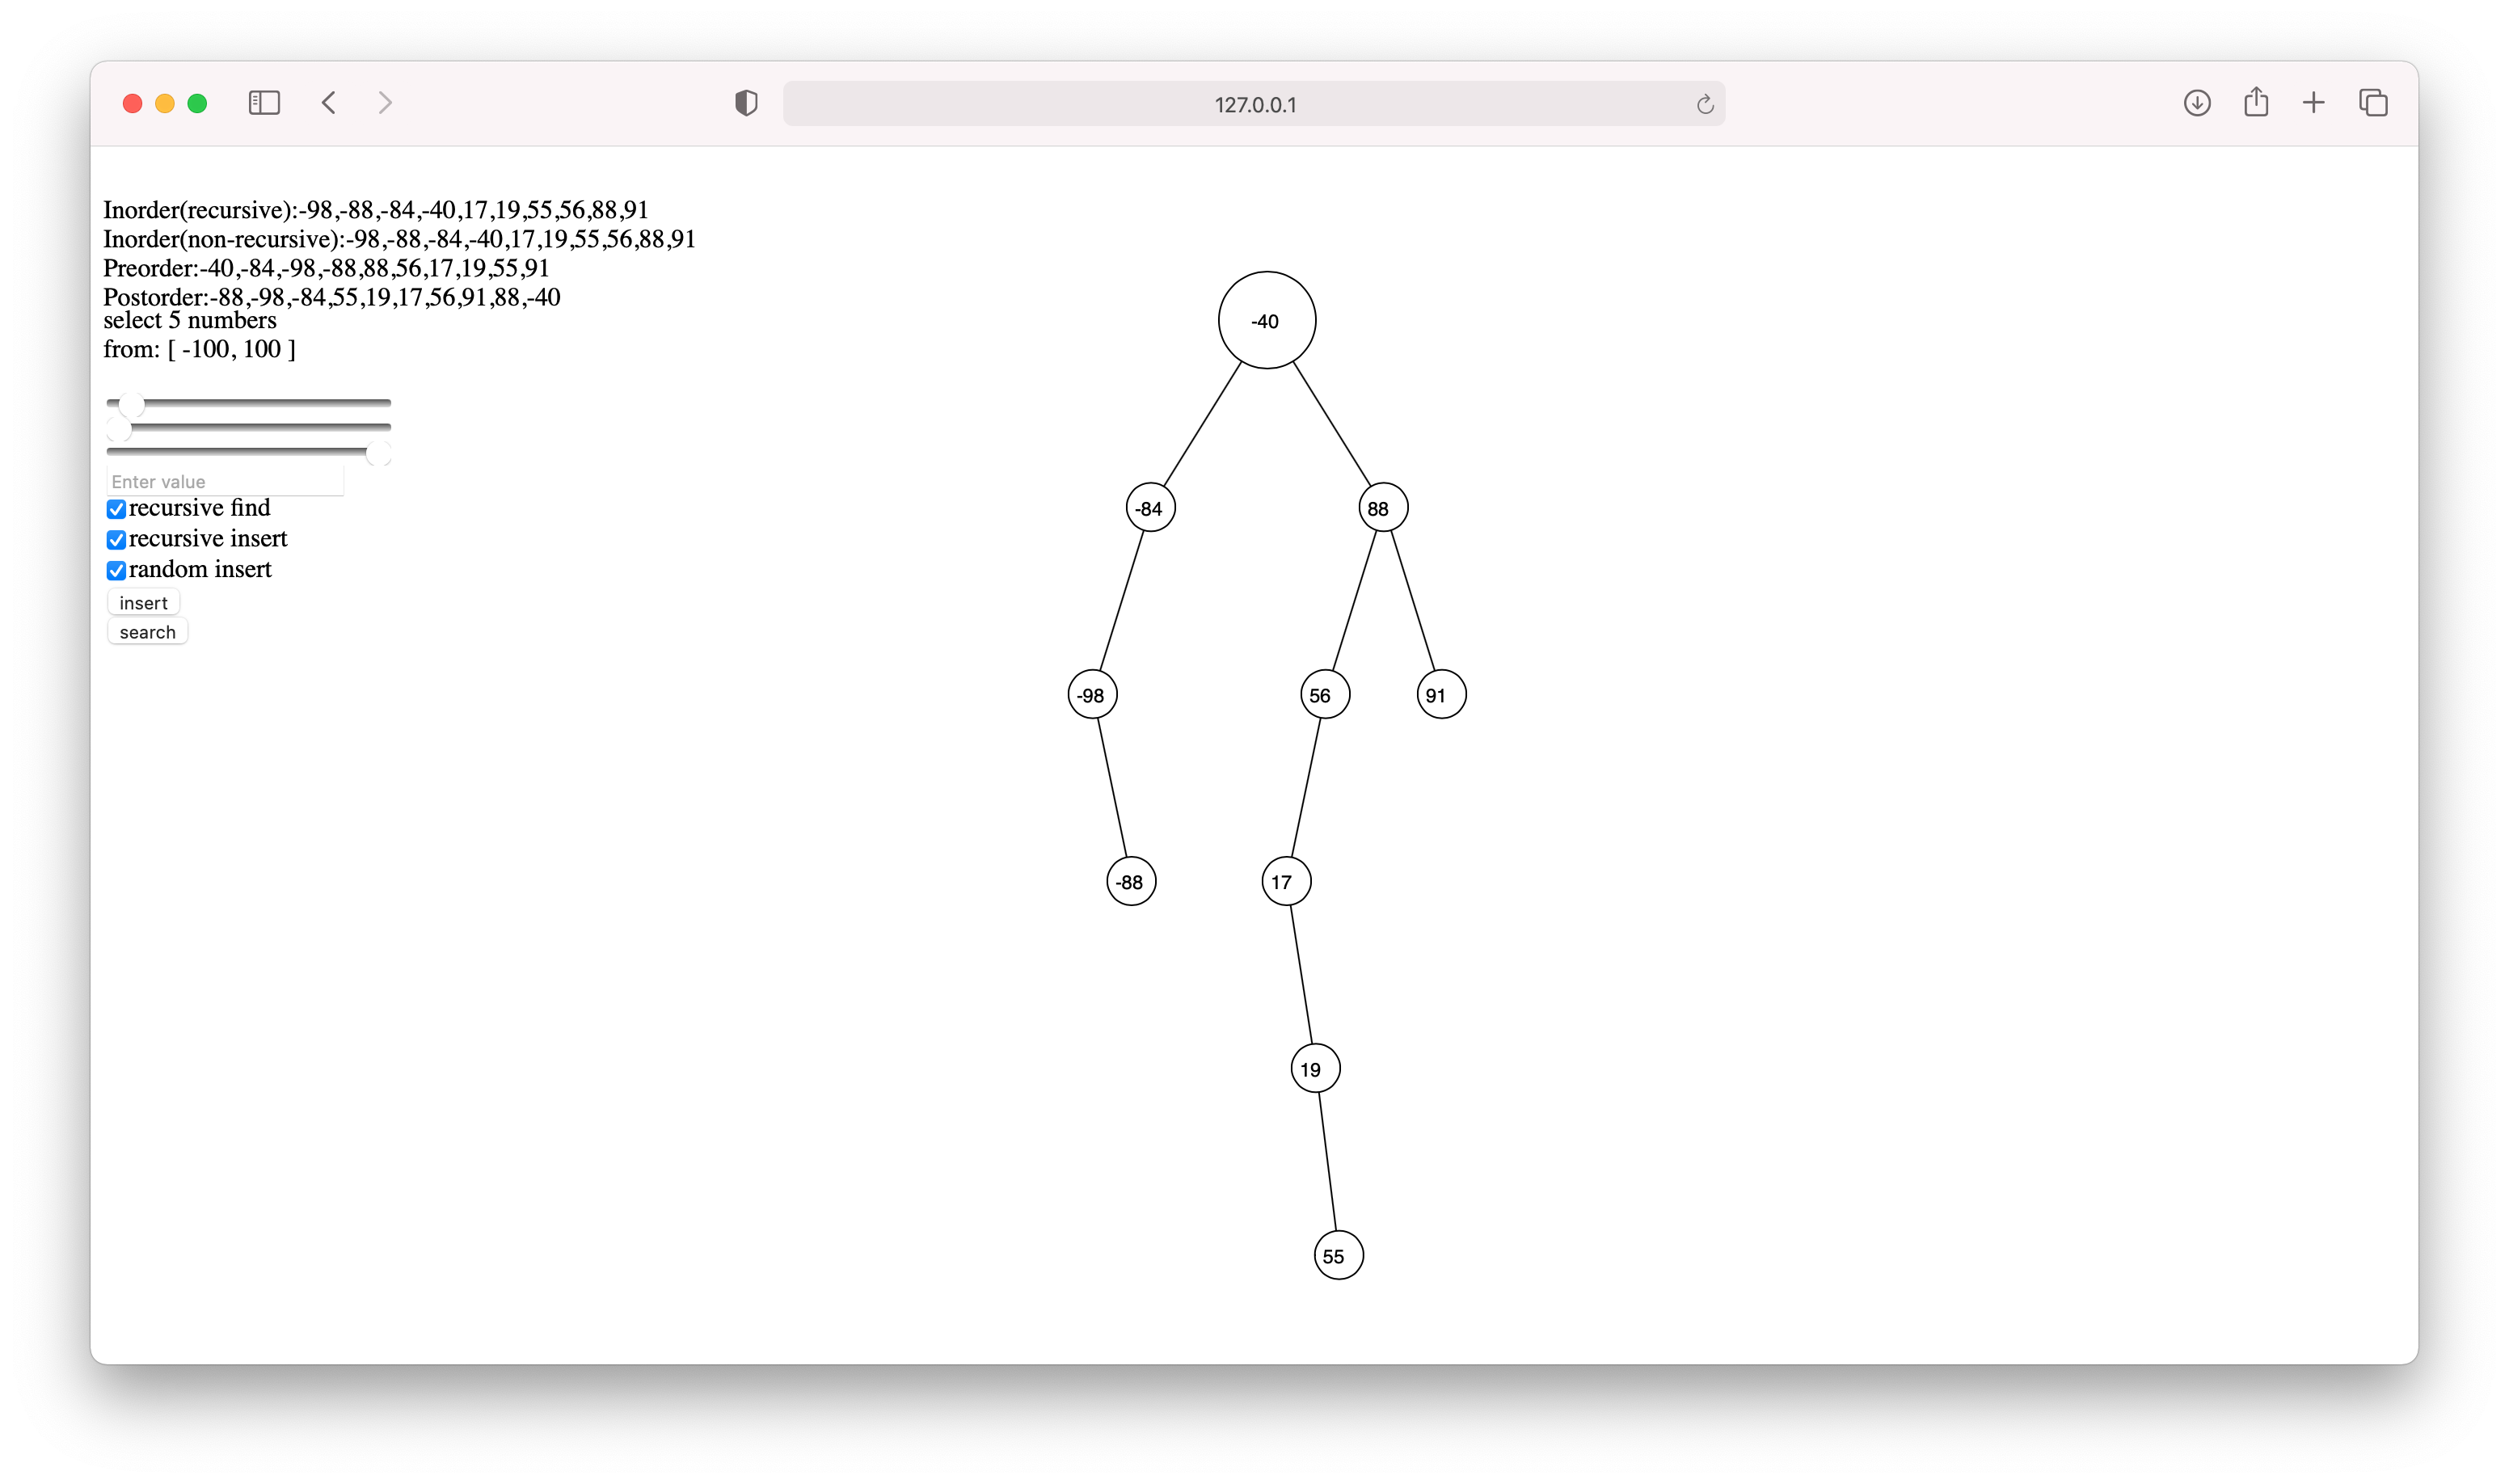 127.0.0.1
Inorder(recursive):-98,-88,-84,-40,17,19,55,56,88,91
Inorder(non-recursive):-98,-88,-84,-40,17,19,55,56,88,91
Preorder:-40,-84,-98,-88,88,56,17,19,55,91
Postorder:-88,-98,-84,55,19,17,56,91,88,-40
select 5 numbers
from: [ -100, 100 ]
Enter value
recursive find
recursive insert
random insert
insert
search
-40
-84
88
-98
56
91
-88
17
19
55